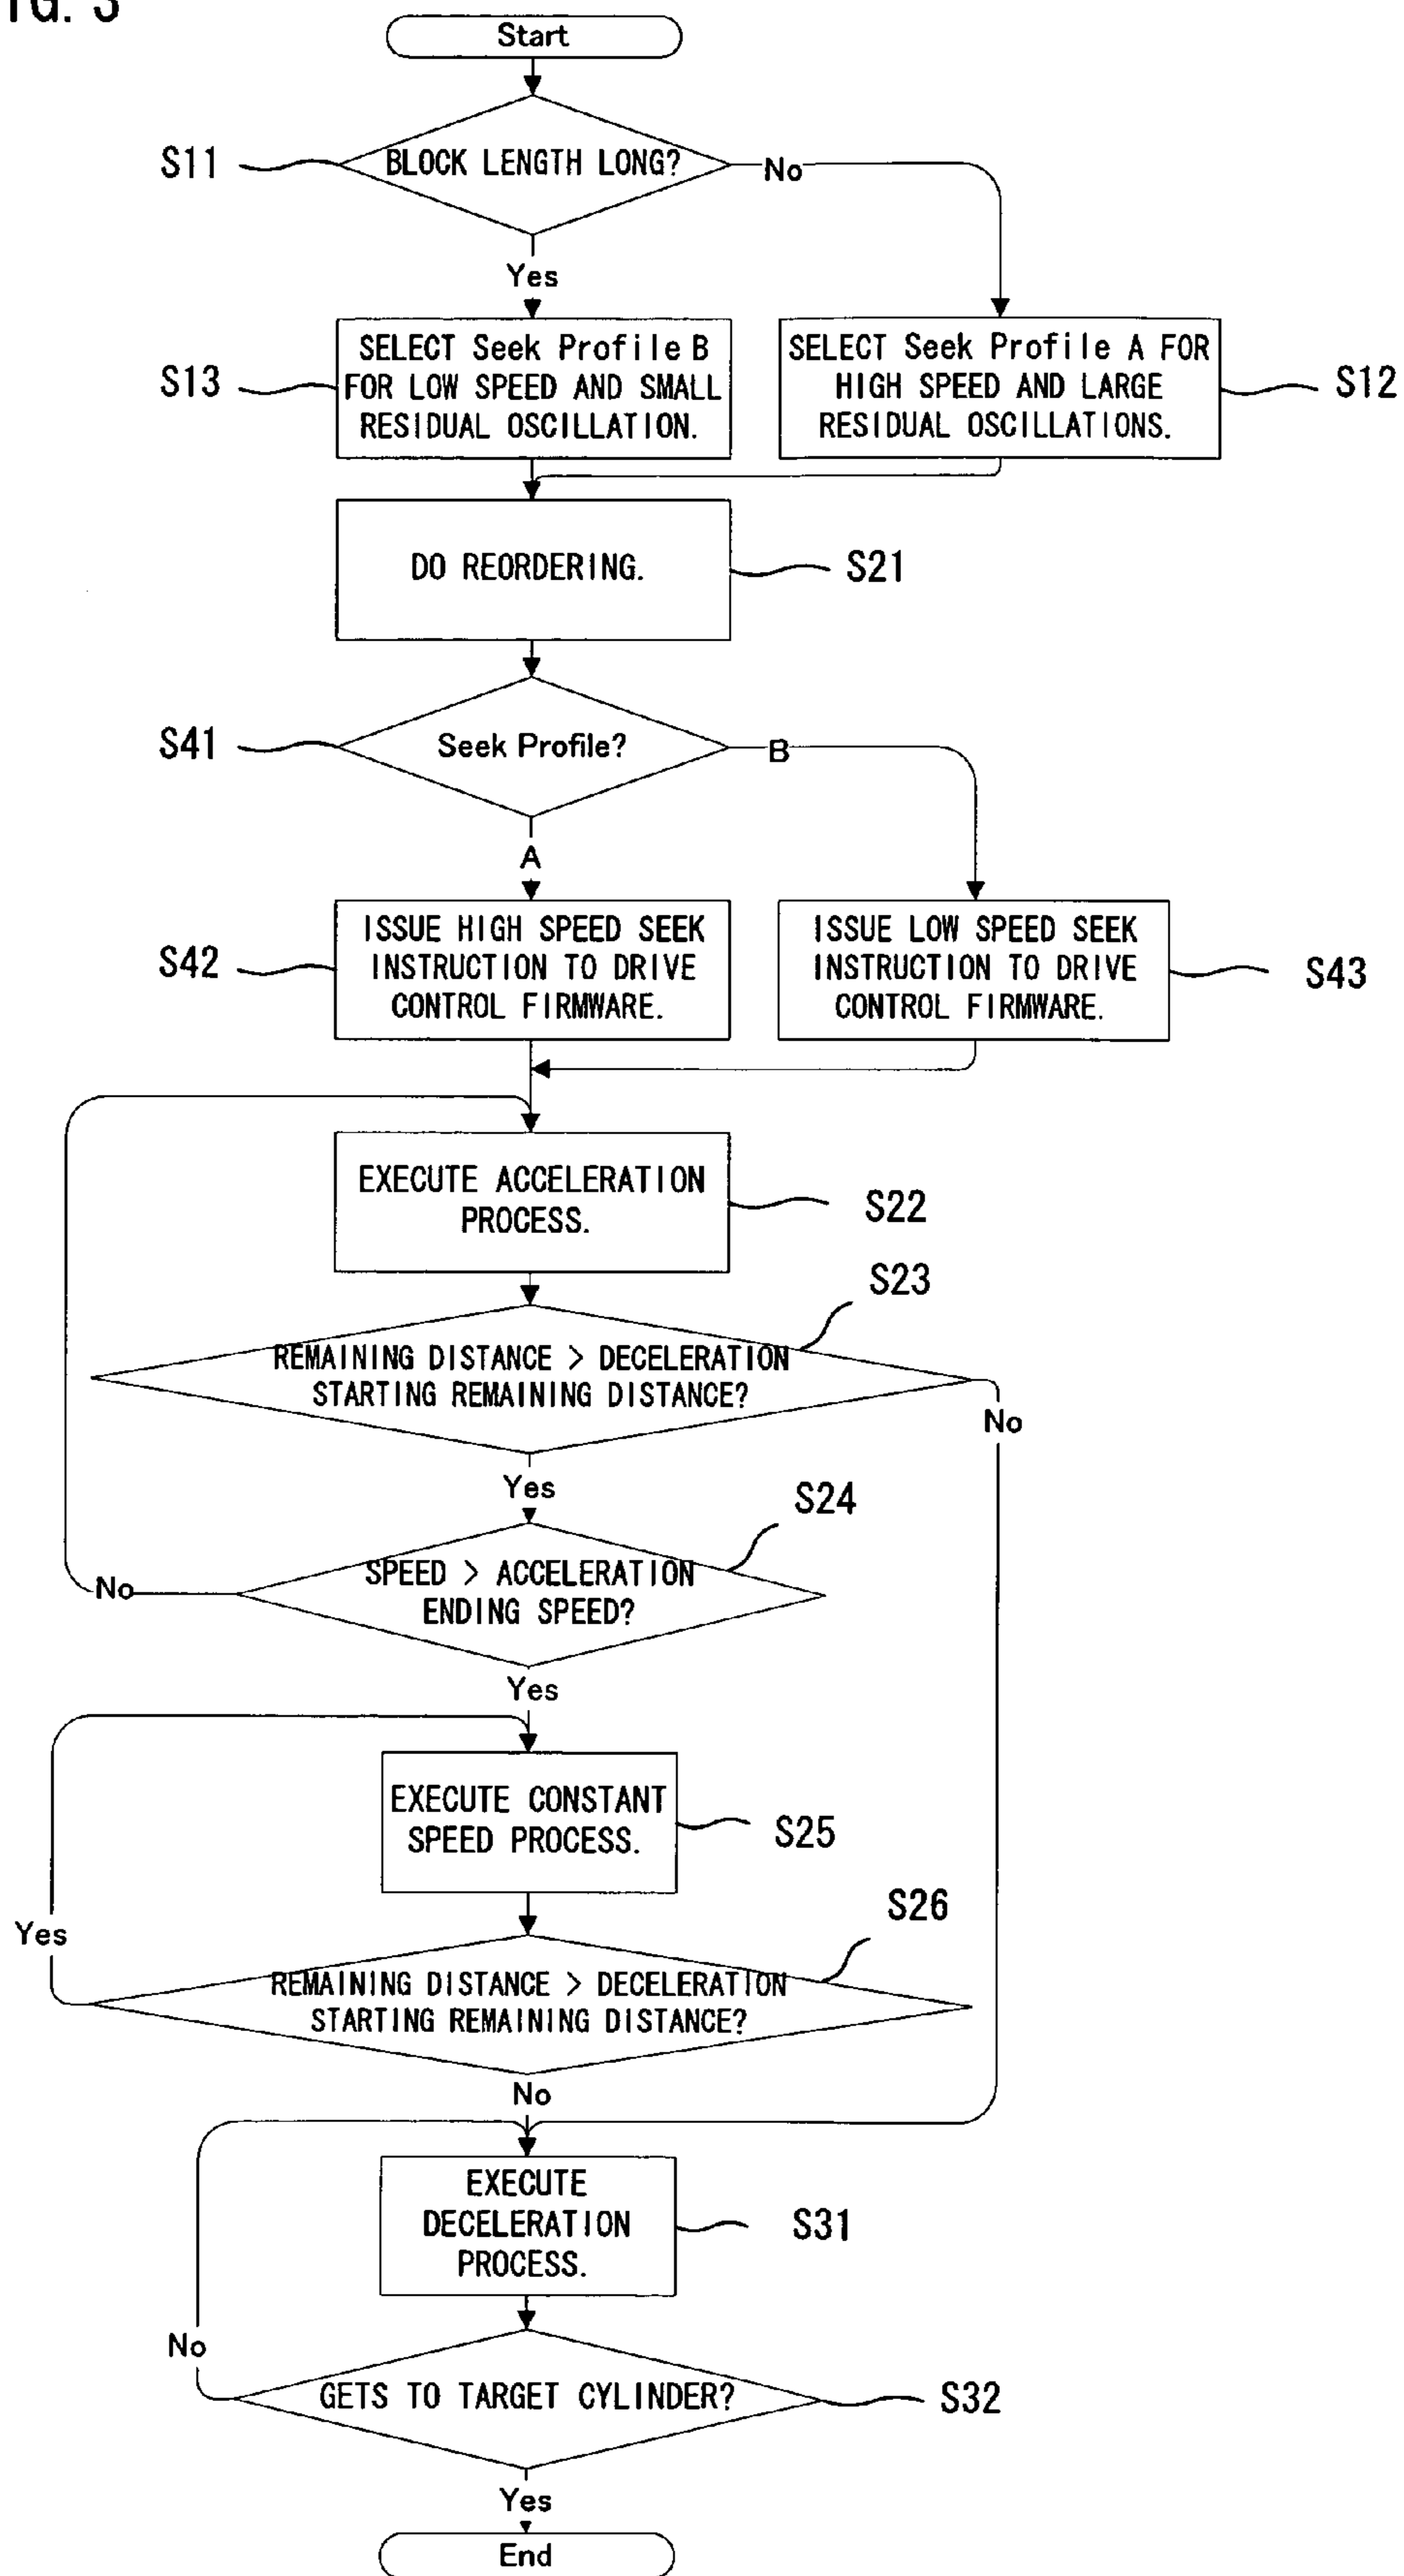 FIG. 3
Start
S11
BLOCK LENGTH LONG?
No
Yes
S13
SELECT Seek Profile B
FOR LOW SPEED AND SMALL
RESIDUAL OSCILLATION.
SELECT Seek Profile A FOR
HIGH SPEED AND LARGE
RESIDUAL OSCILLATIONS.
S12
DO REORDERING.
S21
S41
Seek Profile?
B
A
S42
ISSUE HIGH SPEED SEEK
INSTRUCTION TO DRIVE
CONTROL FIRMWARE.
ISSUE LOW SPEED SEEK
INSTRUCTION TO DRIVE
CONTROL FIRMWARE.
S43
EXECUTE ACCELERATION
PROCESS.
S22
S23
REMAINING DISTANCE > DECELERATION
STARTING REMAINING DISTANCE?
No
Yes
S24
SPEED > ACCELERATION
ENDING SPEED?
No
Yes
EXECUTE CONSTANT
SPEED PROCESS.
S25
S26
Yes
REMAINING DISTANCE > DECELERATION
STARTING REMAINING DISTANCE?
No
EXECUTE
DECELERATION
PROCESS.
S31
No
GETS TO TARGET CYLINDER?
S32
Yes
End